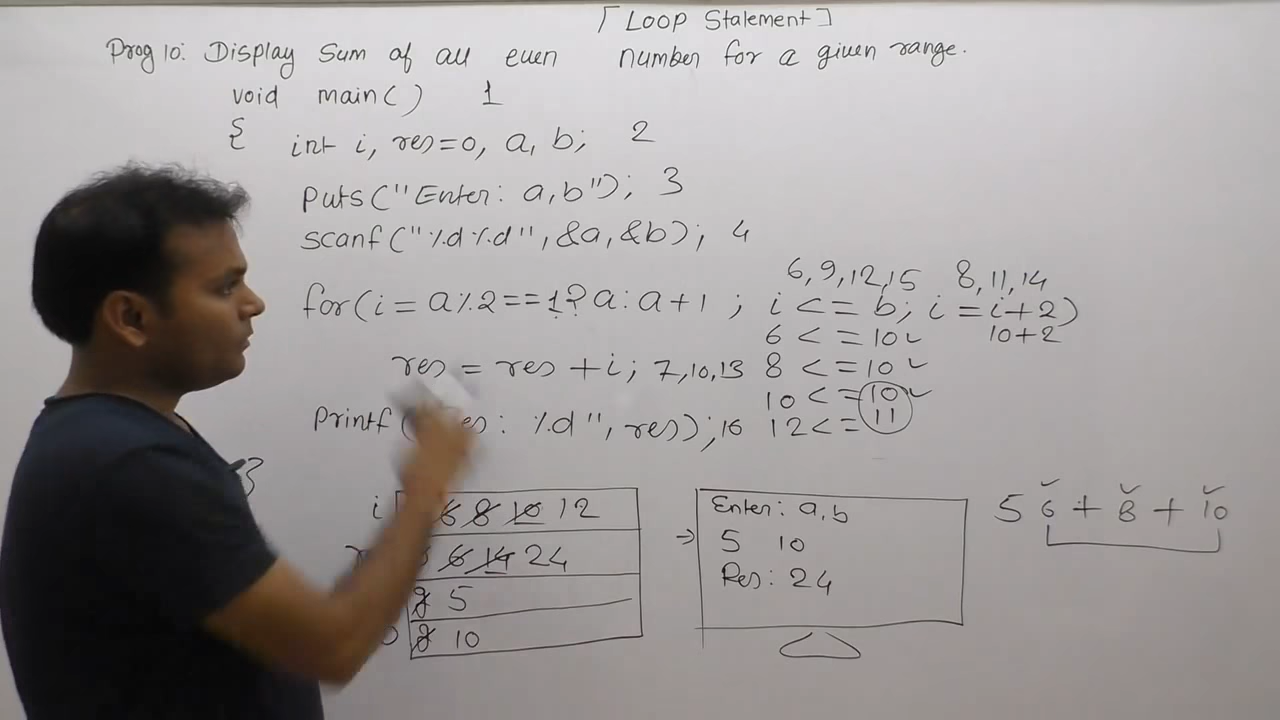 [LOOP Statement]
Prog 10: Display sum of all even number for a given range.
void main() 1
{ int i, res=0, a, b; 2
puts("Enter: a,b"); 3
scanf("%d%d", &a, &b); 4
6, 9, 12, 15 8, 11, 14
for(i = a%2==1? a: a+1 ; i <= b; i = i+2)
6 <= 10 ✓ 10+2
res = res + i; 7, 10, 13 8 <= 10 ✓
10 <= 10 ✓
printf( es: %d", res); 16 12 <= 11
}
i 6 8 10 12
6 14 24
5
10
→ Enter: a,b
5 10
Res: 24
5 6 + 8 + 10